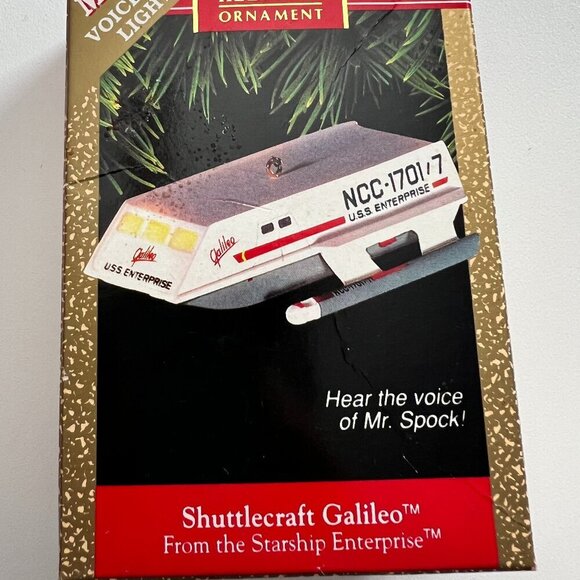 VOICE
LIGH
ORNAMENT
NCC-1701/7
U.S.S. ENTERPRISE
Galileo
Galileo
U.S.S. ENTERPRISE
Hear the voice
of Mr. Spock!
Shuttlecraft Galileo™
From the Starship Enterprise™